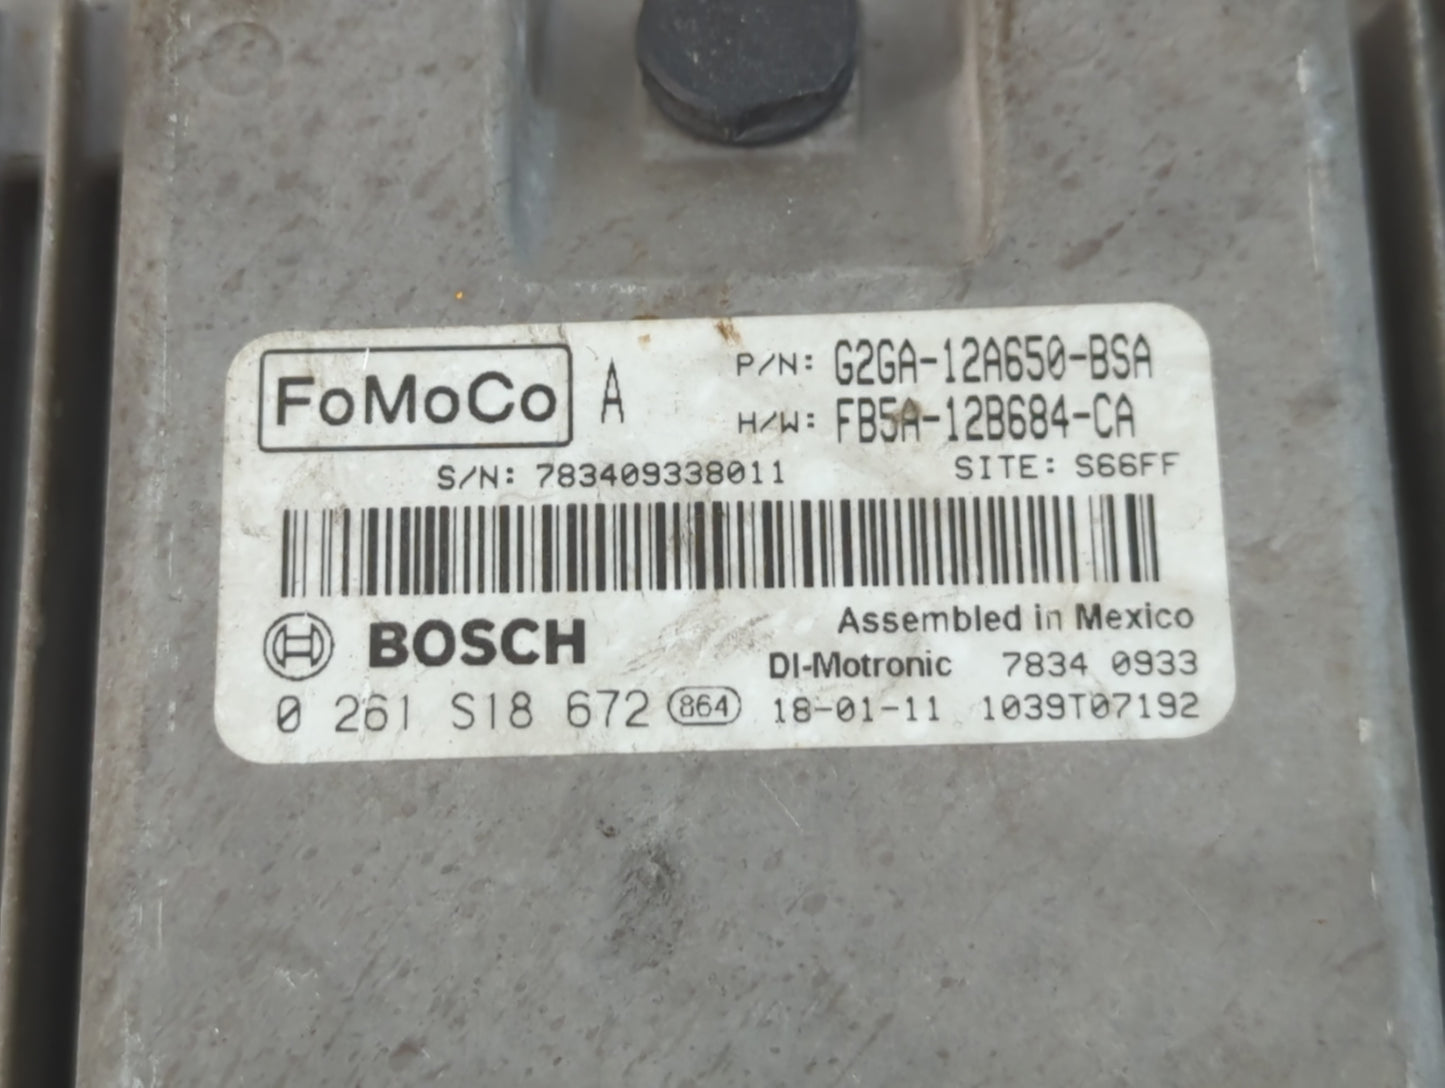 FoMoCo A P/N: G2GA-12A650-BSA
H/W: FB5A-12B684-CA
S/N: 783409338011 SITE: S66FF
Assembled in Mexico
BOSCH DI-Motronic 7834 0933
0 261 S18 672 864 18-01-11 1039T07192